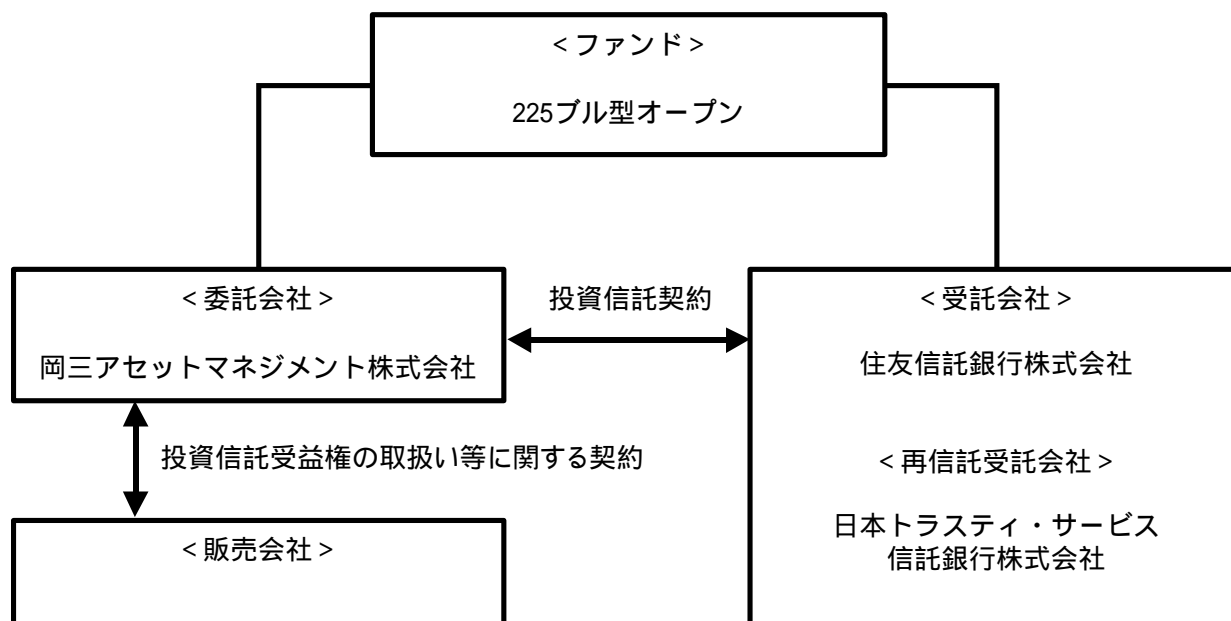 <ファンド>
225ブル型オープン
<委託会社>
岡三アセットマネジメント株式会社
投資信託契約
<受託会社>
住友信託銀行株式会社
投資信託受益権の取扱い等に関する契約
<再信託受託会社>
日本トラスティ・サービス
信託銀行株式会社
<販売会社>